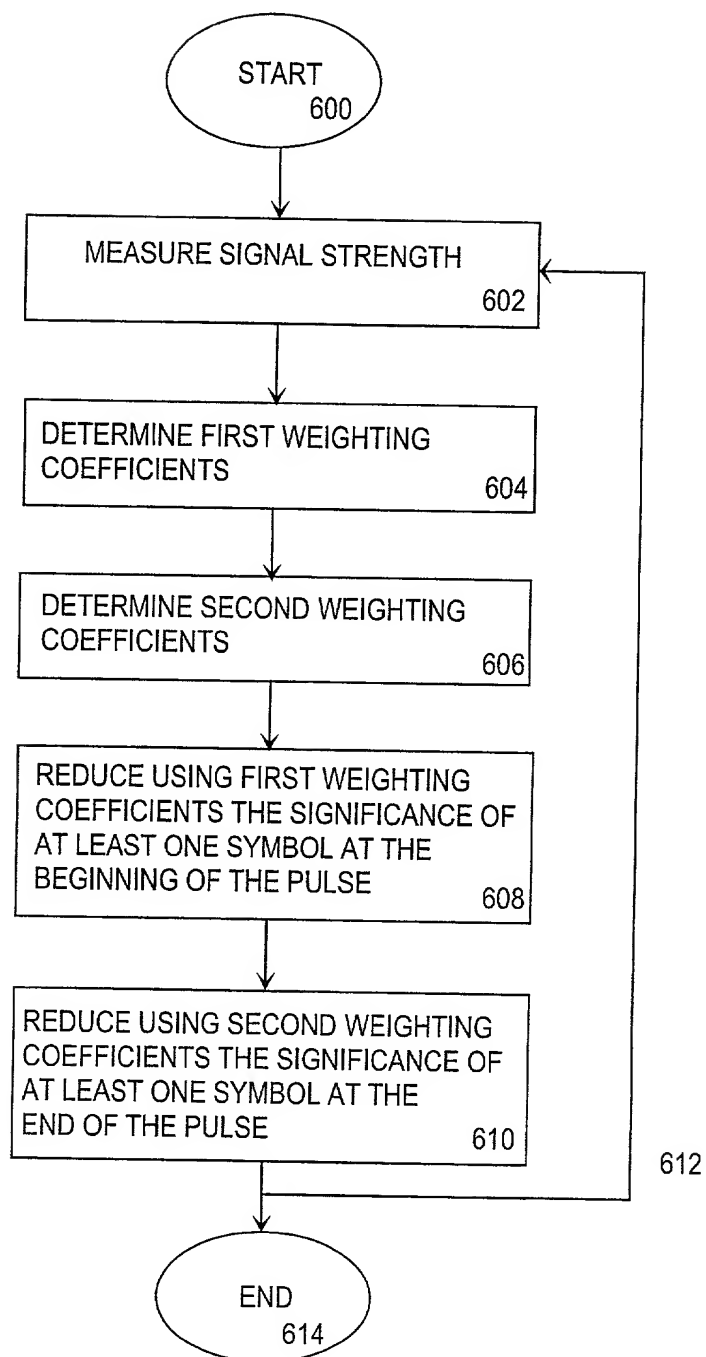 START
600
MEASURE SIGNAL STRENGTH
602
DETERMINE FIRST WEIGHTING
COEFFICIENTS
604
DETERMINE SECOND WEIGHTING
COEFFICIENTS
606
REDUCE USING FIRST WEIGHTING
COEFFICIENTS THE SIGNIFICANCE OF
AT LEAST ONE SYMBOL AT THE
BEGINNING OF THE PULSE
608
REDUCE USING SECOND WEIGHTING
COEFFICIENTS THE SIGNIFICANCE OF
AT LEAST ONE SYMBOL AT THE
END OF THE PULSE
610
612
END
614